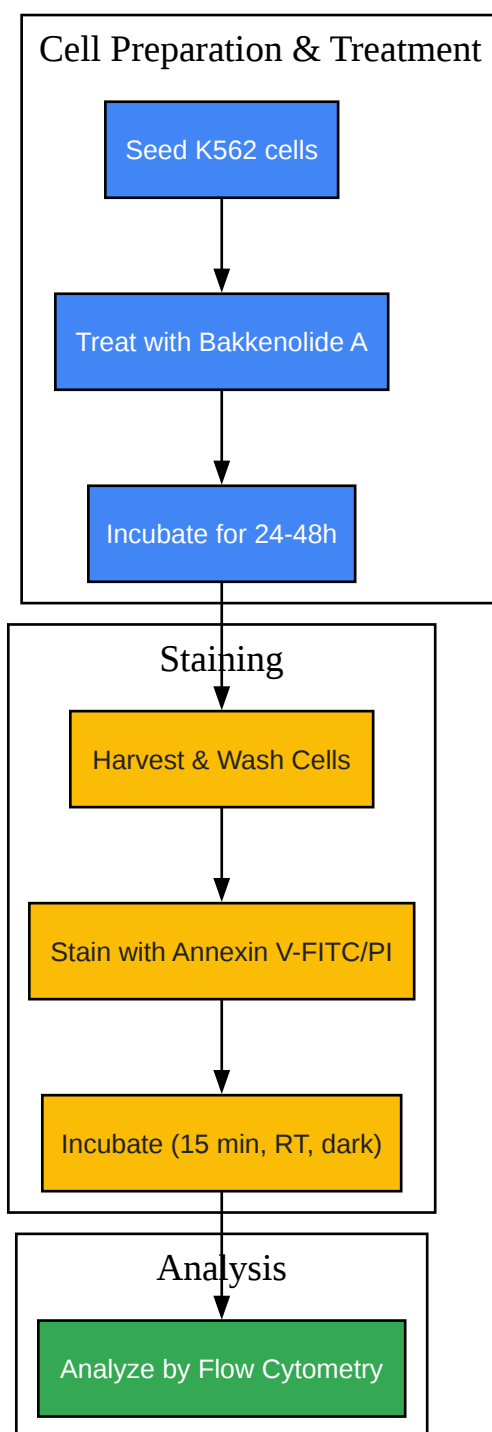 Cell Preparation & Treatment
Seed K562 cells
Treat with Bakkenolide A
Incubate for 24-48h
Staining
Harvest & Wash Cells
Stain with Annexin V-FITC/PI
Incubate (15 min, RT, dark)
Analysis
Analyze by Flow Cytometry